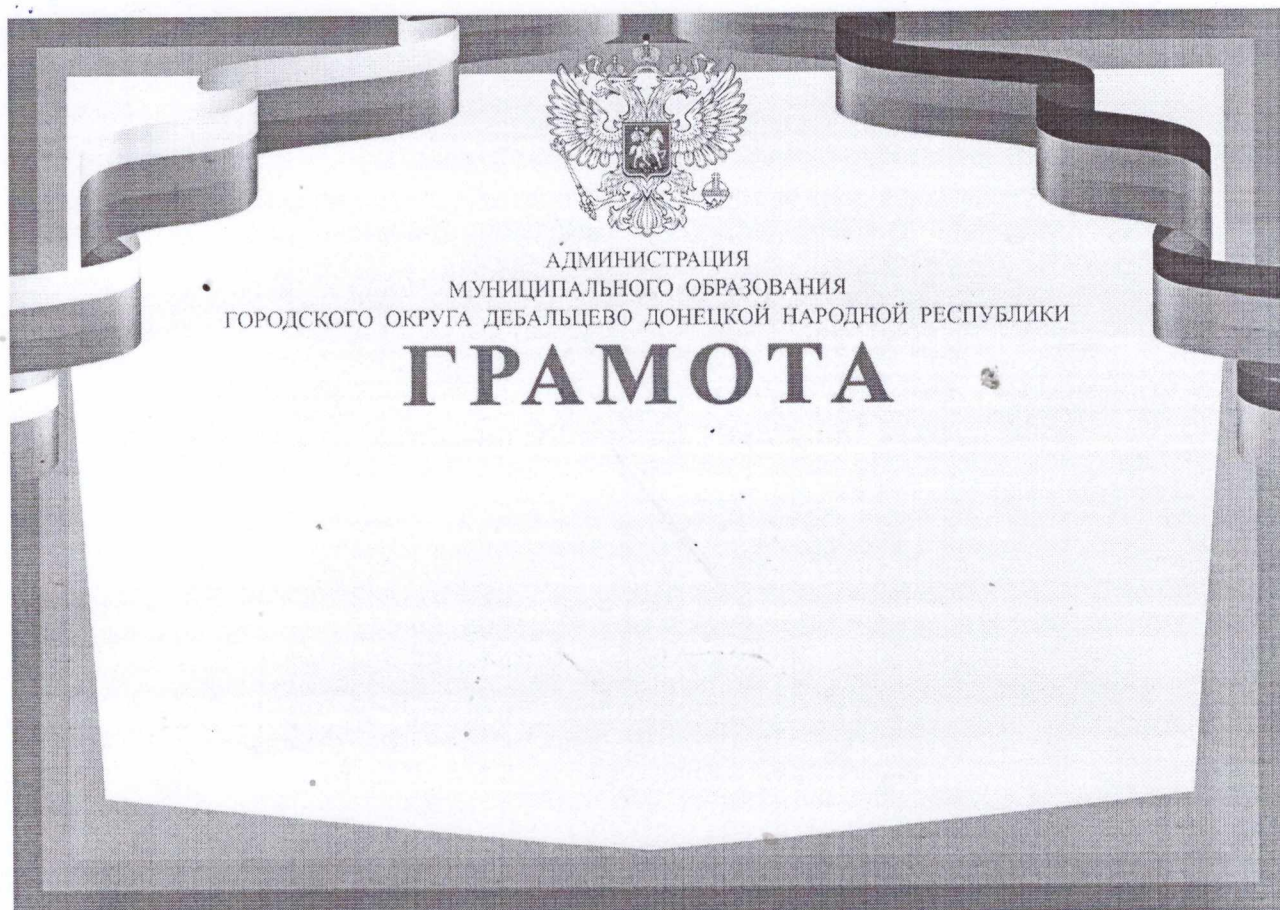 АДМИНИСТРАЦИЯ
МУНИЦИПАЛЬНОГО ОБРАЗОВАНИЯ
ГОРОДСКОГО ОКРУГА ДЕБАЛЬЦЕВО ДОНЕЦКОЙ НАРОДНОЙ РЕСПУБЛИКИ
ГРАМОТА